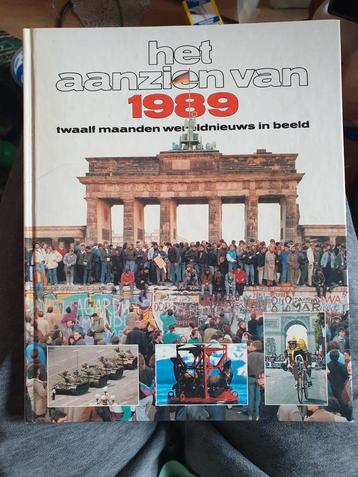 het
aanzien van
1989
twaalf maanden wereldnieuws in beeld